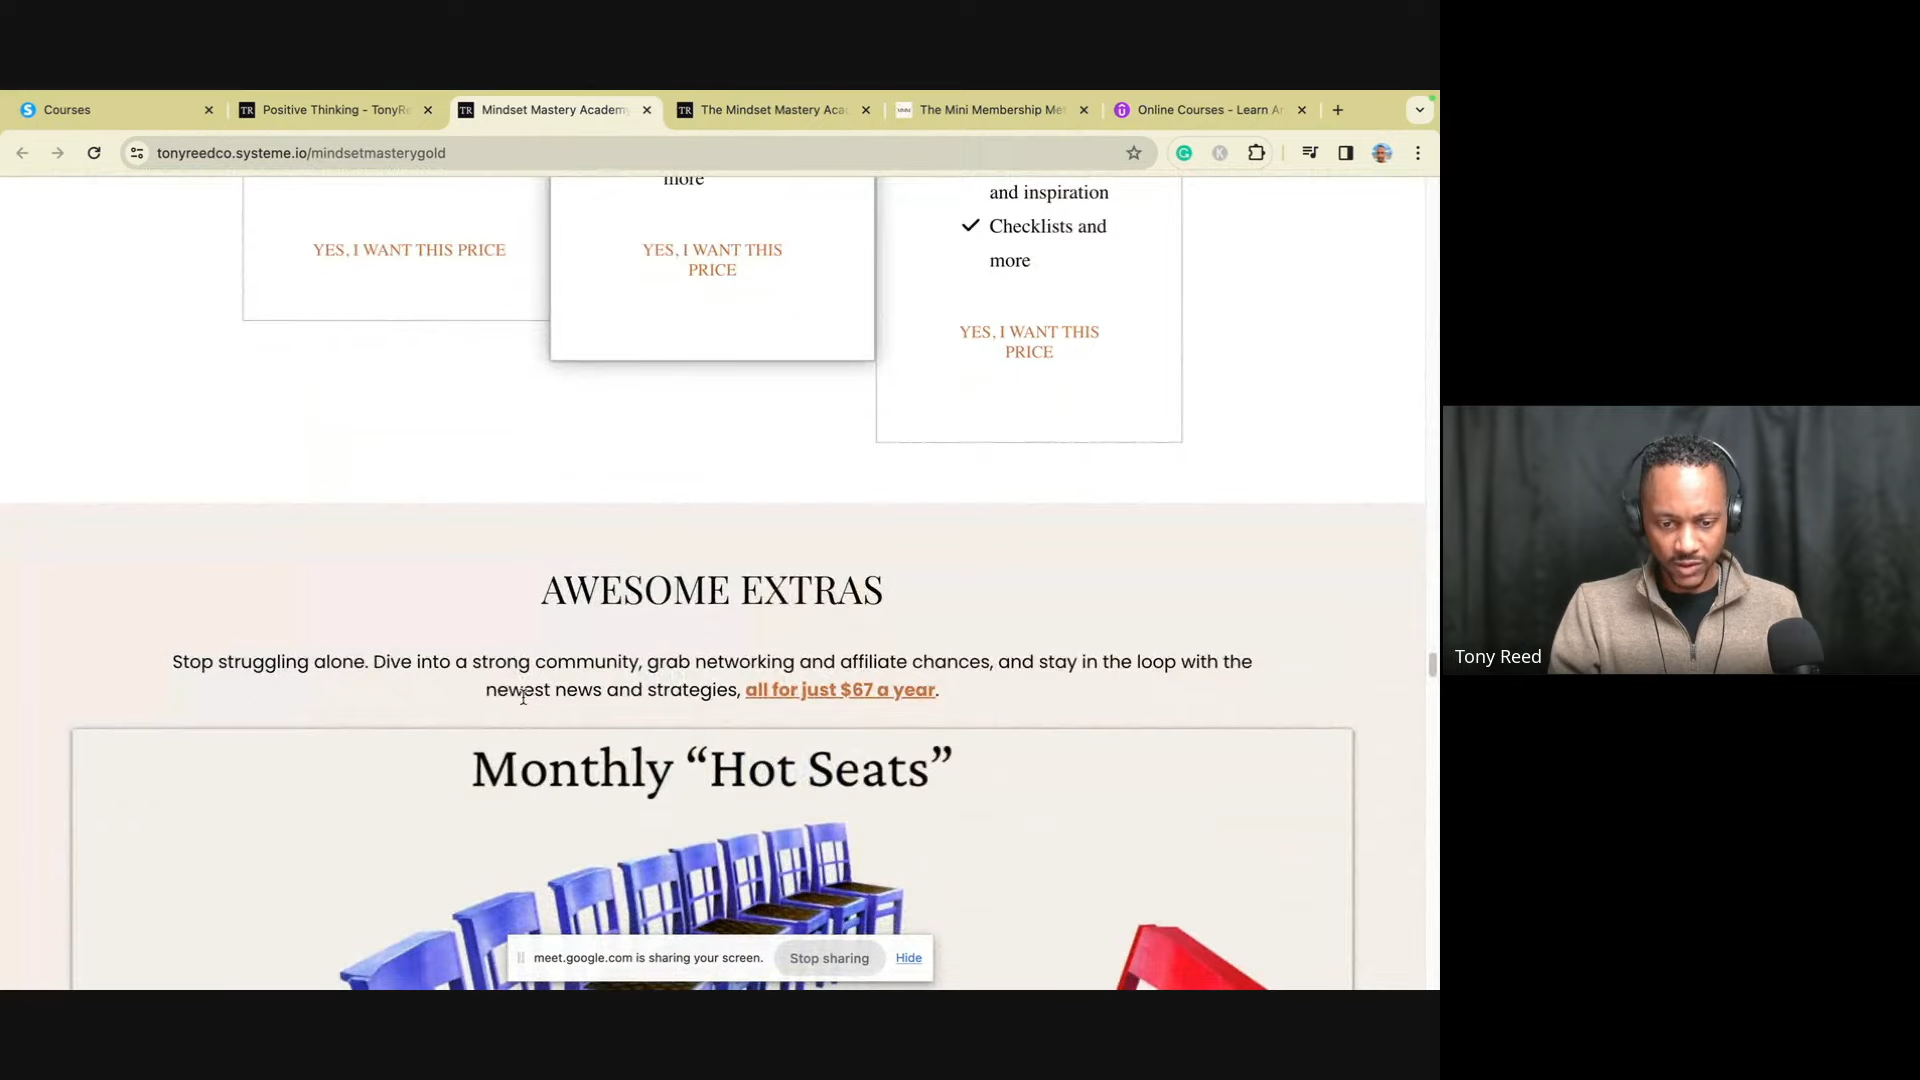 Courses
Positive Thinking - TonyRe
Mindset Mastery Academy
The Mindset Mastery Aca
The Mini Membership Me
Online Courses - Learn An
tonyreedco.systeme.io/mindsetmasterygold
more
and inspiration
Checklists and
more
YES, I WANT THIS PRICE
YES, I WANT THIS
PRICE
YES, I WANT THIS
PRICE
AWESOME EXTRAS
Stop struggling alone. Dive into a strong community, grab networking and affiliate chances, and stay in the loop with the
newest news and strategies, all for just $67 a year.
Monthly “Hot Seats”
meet.google.com is sharing your screen.
Stop sharing
Hide
Tony Reed